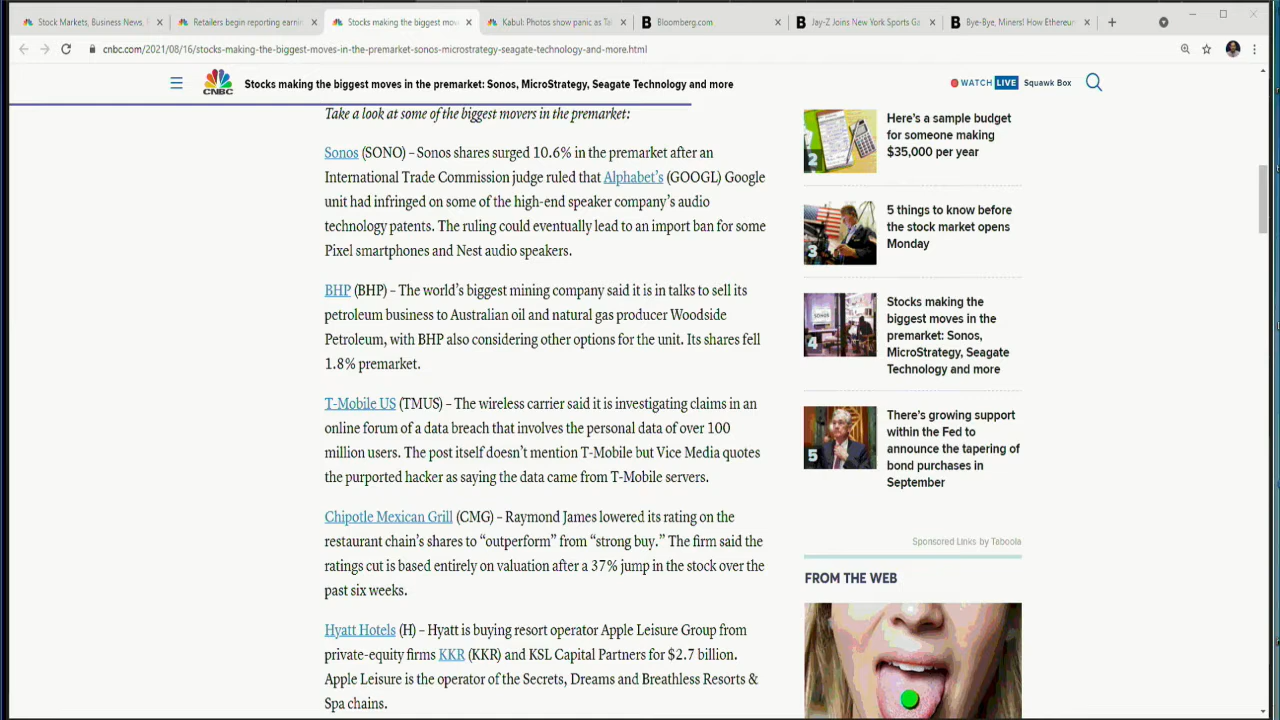 Stock Markets, Business News,
Retailers begin reporting earni
Stocks making the biggest mov
Kabul: Photos show panic as Ta
Bloomberg.com
Jay-Z Joins New York Sports Ga
Bye-Bye, Miners! How Ethereum
cnbc.com/2021/08/16/stocks-making-the-biggest-moves-in-the-premarket-sonos-microstrategy-seagate-technology-and-more.html
CNBC
Stocks making the biggest moves in the premarket: Sonos, MicroStrategy, Seagate Technology and more
WATCH LIVE Squawk Box
Take a look at some of the biggest movers in the premarket:
Sonos (SONO) – Sonos shares surged 10.6% in the premarket after an
International Trade Commission judge ruled that Alphabet’s (GOOGL) Google
unit had infringed on some of the high-end speaker company’s audio
technology patents. The ruling could eventually lead to an import ban for some
Pixel smartphones and Nest audio speakers.
BHP (BHP) – The world’s biggest mining company said it is in talks to sell its
petroleum business to Australian oil and natural gas producer Woodside
Petroleum, with BHP also considering other options for the unit. Its shares fell
1.8% premarket.
T-Mobile US (TMUS) – The wireless carrier said it is investigating claims in an
online forum of a data breach that involves the personal data of over 100
million users. The post itself doesn’t mention T-Mobile but Vice Media quotes
the purported hacker as saying the data came from T-Mobile servers.
Chipotle Mexican Grill (CMG) – Raymond James lowered its rating on the
restaurant chain’s shares to “outperform” from “strong buy.” The firm said the
ratings cut is based entirely on valuation after a 37% jump in the stock over the
past six weeks.
Hyatt Hotels (H) – Hyatt is buying resort operator Apple Leisure Group from
private-equity firms KKR (KKR) and KSL Capital Partners for $2.7 billion.
Apple Leisure is the operator of the Secrets, Dreams and Breathless Resorts &
Spa chains.
2
Here’s a sample budget
for someone making
$35,000 per year
3
5 things to know before
the stock market opens
Monday
SONOS
4
Stocks making the
biggest moves in the
premarket: Sonos,
MicroStrategy, Seagate
Technology and more
5
There’s growing support
within the Fed to
announce the tapering of
bond purchases in
September
Sponsored Links by Taboola
FROM THE WEB